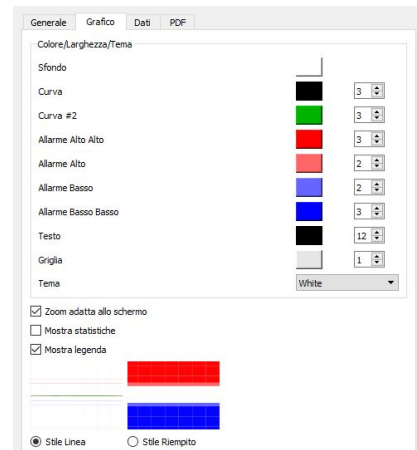 Generale Grafico Dati PDF
Colore/Larghezza/Tema
Sfondo
Curva 3
Curva #2 3
Allarme Alto Alto 3
Allarme Alto 2
Allarme Basso 2
Allarme Basso Basso 3
Testo 12
Griglia 1
Tema White
Zoom adatta allo schermo
Mostra statistiche
Mostra legenda
Stile Linea Stile Riempito